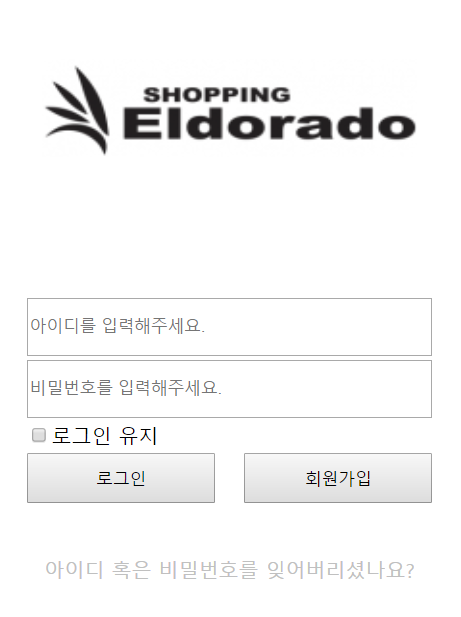 SHOPPING
Eldorado
아이디를 입력해주세요.
비밀번호를 입력해주세요.
로그인 유지
로그인
회원가입
아이디 혹은 비밀번호를 잊어버리셨나요?